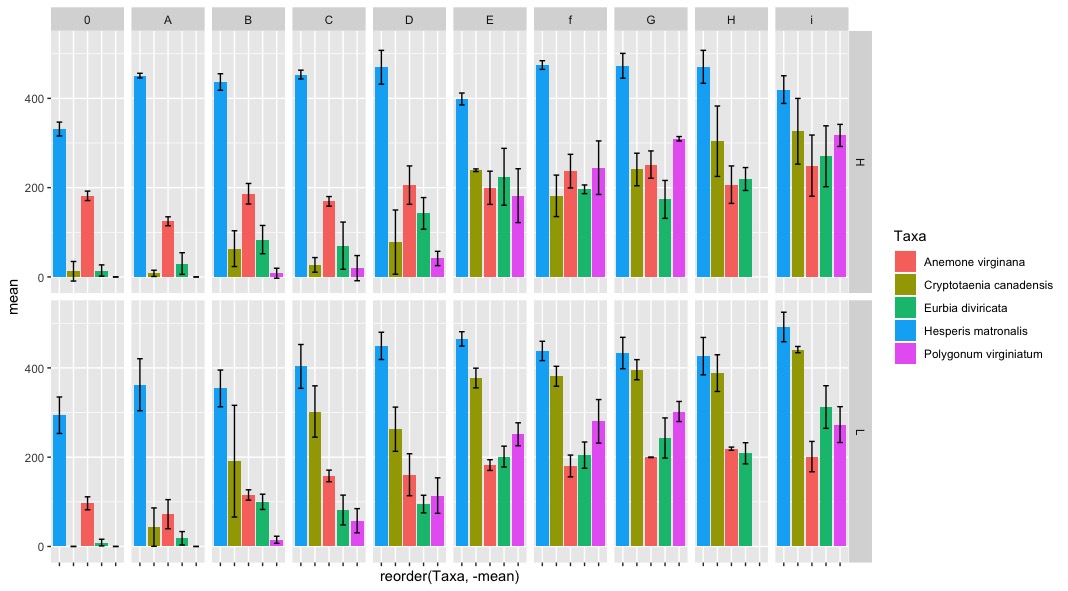 0 A B C D E f G H i
400
200
0
H
400
200
0
L
mean
reorder(Taxa, -mean)
Taxa
Anemone virginana
Cryptotaenia canadensis
Eurbia diviricata
Hesperis matronalis
Polygonum virginiatum